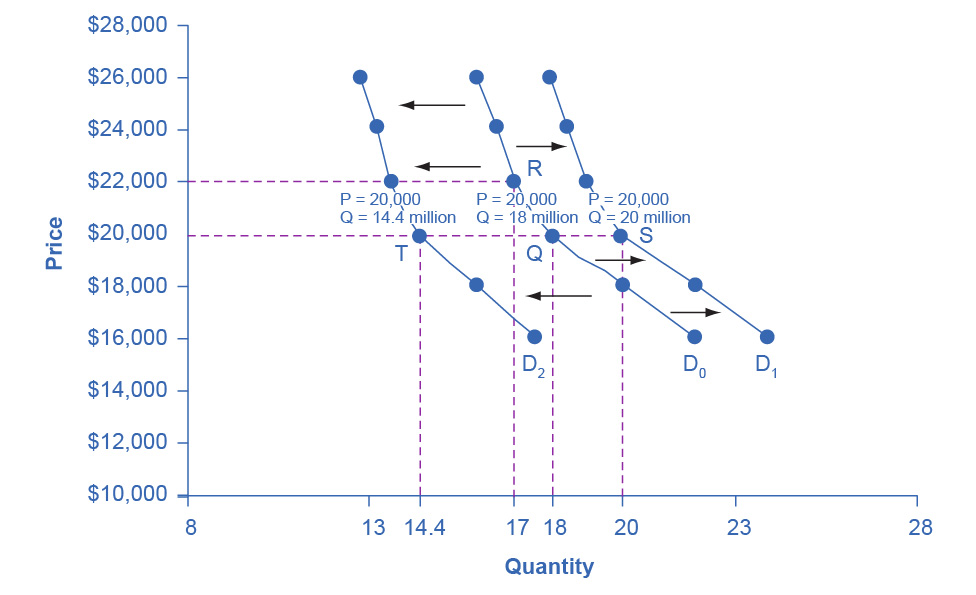 $28,000
$26,000
$24,000
$22,000
$20,000
$18,000
$16,000
$14,000
$12,000
$10,000
Price
R
P = 20,000
Q = 14.4 million
P = 20,000
Q = 18 million
P = 20,000
Q = 20 million
T
Q
S
D2
D0
D1
8
13
14.4
17
18
20
23
28
Quantity